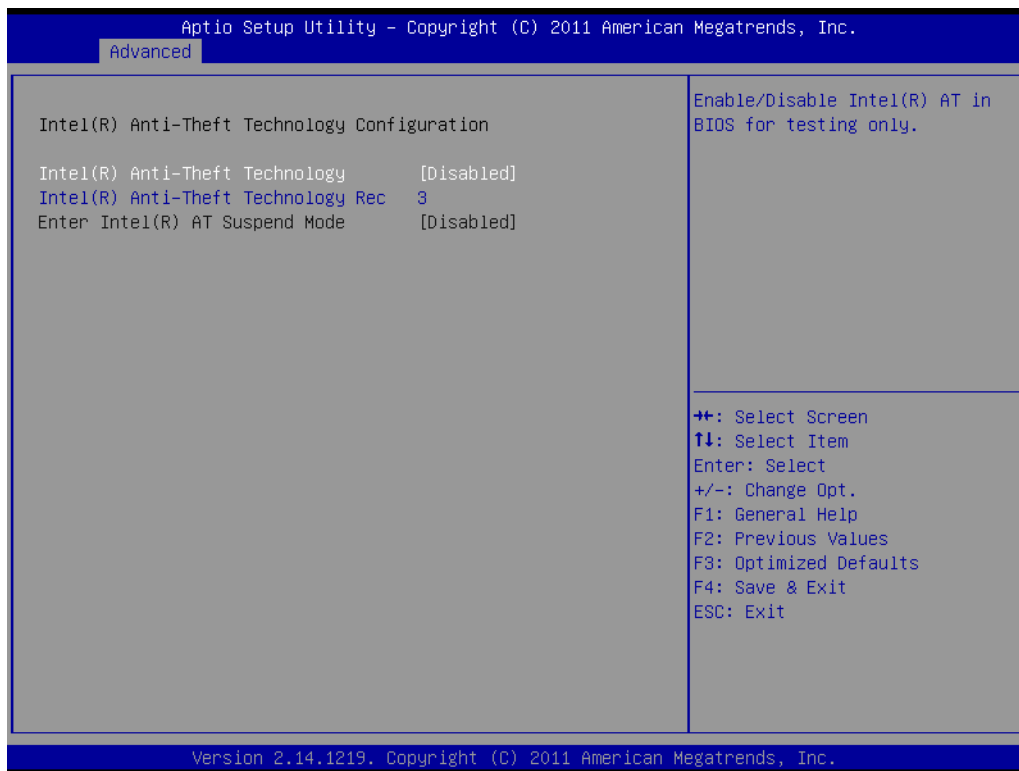 Aptio Setup Utility – Copyright (C) 2011 American Megatrends, Inc.
Advanced
Intel(R) Anti-Theft Technology Configuration
Intel(R) Anti-Theft Technology [Disabled]
Intel(R) Anti-Theft Technology Rec 3
Enter Intel(R) AT Suspend Mode [Disabled]
Enable/Disable Intel(R) AT in
BIOS for testing only.
→←: Select Screen
↑↓: Select Item
Enter: Select
+/-: Change Opt.
F1: General Help
F2: Previous Values
F3: Optimized Defaults
F4: Save & Exit
ESC: Exit
Version 2.14.1219. Copyright (C) 2011 American Megatrends, Inc.